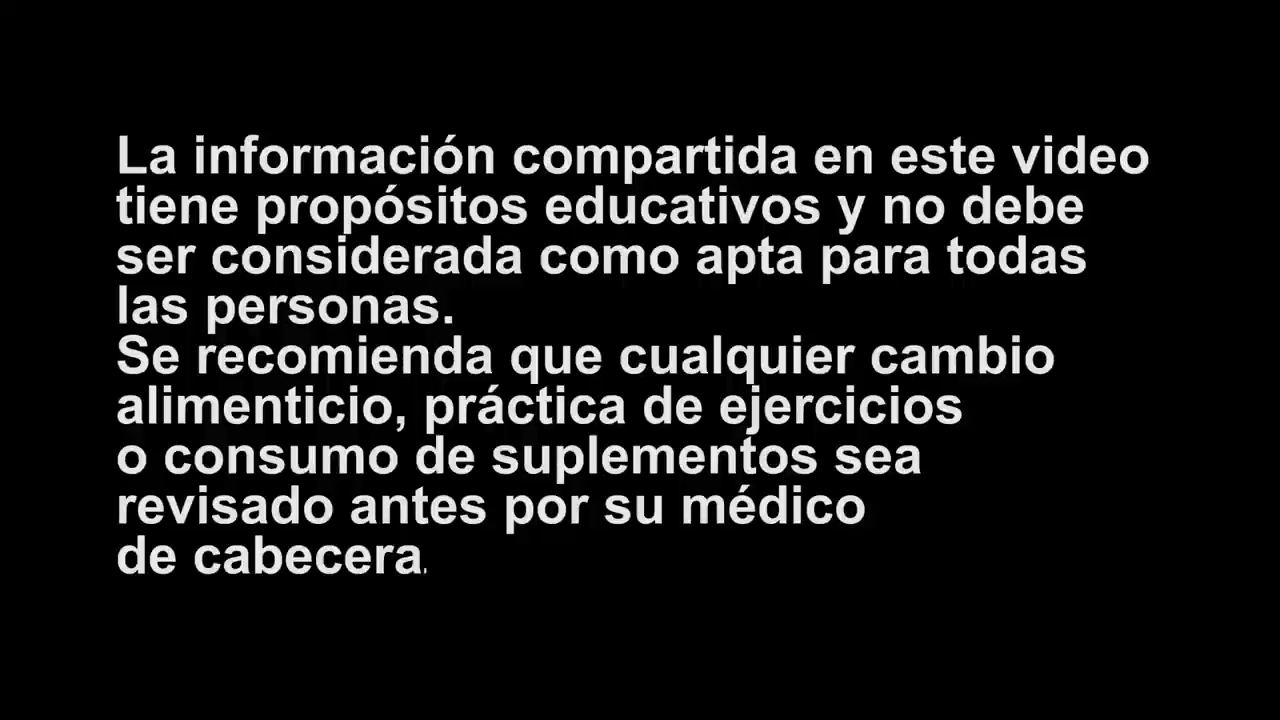 La información compartida en este video
tiene propósitos educativos y no debe
ser considerada como apta para todas
las personas.
Se recomienda que cualquier cambio
alimenticio, práctica de ejercicios
o consumo de suplementos sea
revisado antes por su médico
de cabecera.